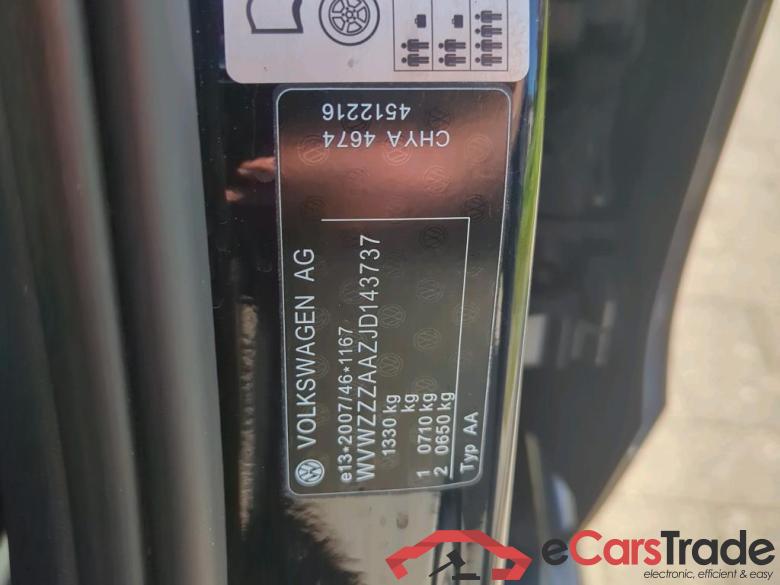 VOLKSWAGEN AG
e13*2007/46*1167
WVWZZZAAZJD143737
1330 kg
kg
1 0710 kg
2 0650 kg
Typ AA
CHYA 4674
4512216
eCarsTrade
electronic, efficient & easy